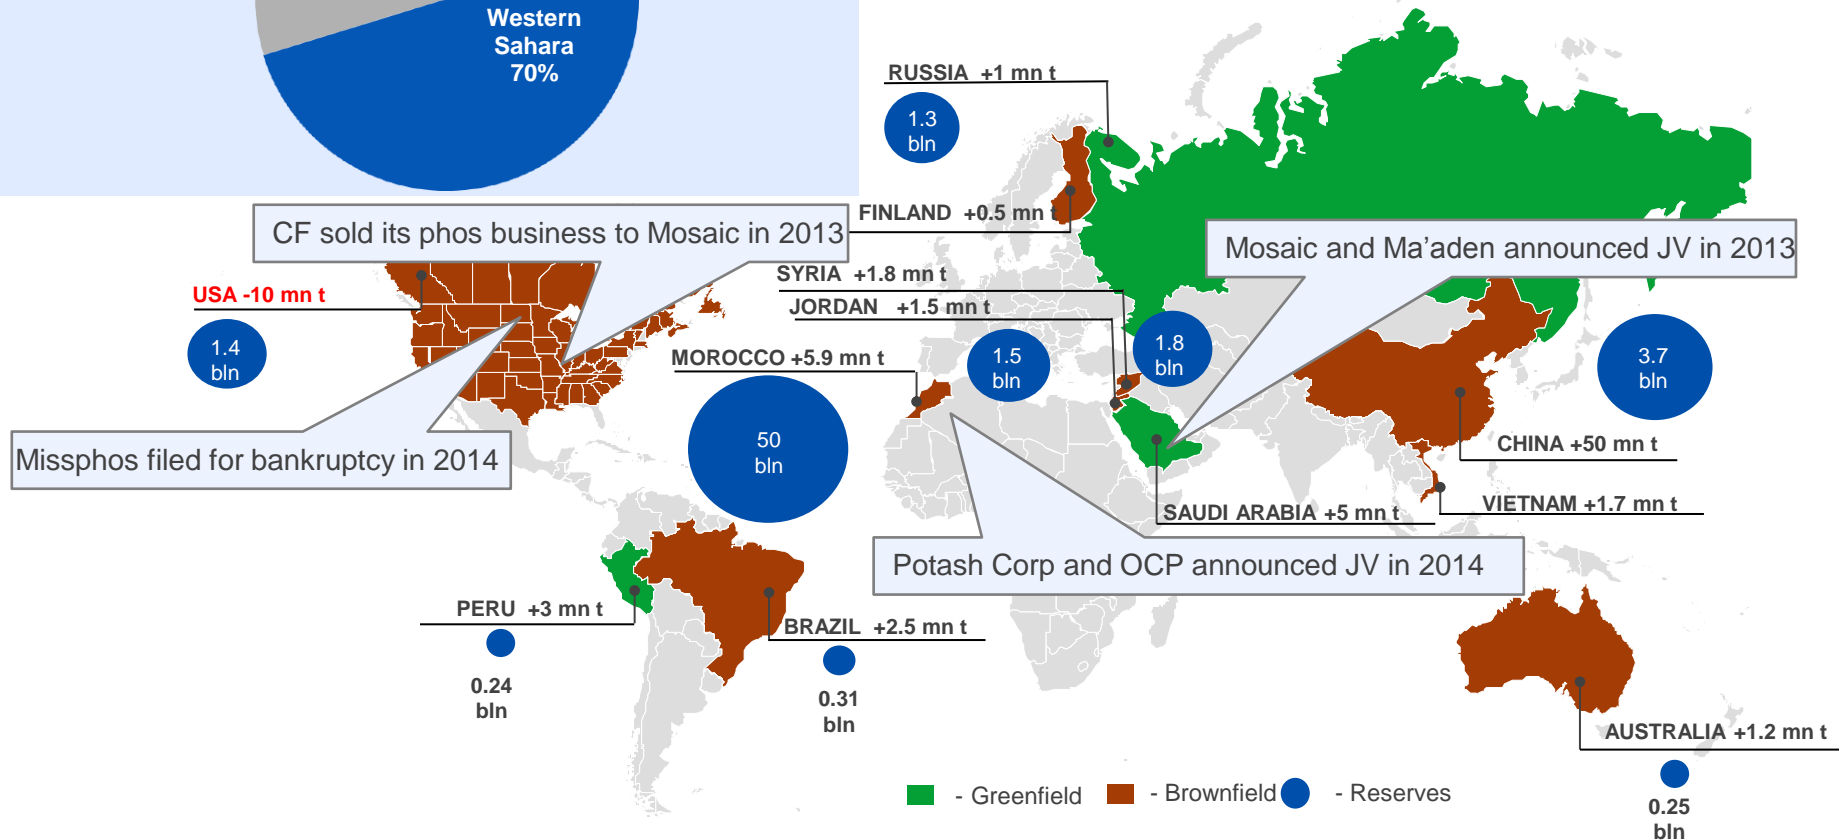 Western
Sahara
70%
RUSSIA +1 mn t
1.3
bln
FINLAND +0.5 mn t
CF sold its phos business to Mosaic in 2013
Mosaic and Ma'aden announced JV in 2013
SYRIA +1.8 mn t
USA -10 mn t
JORDAN +1.5 mn t
1.4
bln
MOROCCO +5.9 mn t
1.5
bln
1.8
bln
3.7
bln
50
bln
Missphos filed for bankruptcy in 2014
CHINA +50 mn t
SAUDI ARABIA +5 mn t
VIETNAM +1.7 mn t
Potash Corp and OCP announced JV in 2014
PERU +3 mn t
BRAZIL +2.5 mn t
0.24
bln
0.31
bln
AUSTRALIA +1.2 mn t
- Greenfield
- Brownfield
- Reserves
0.25
bln